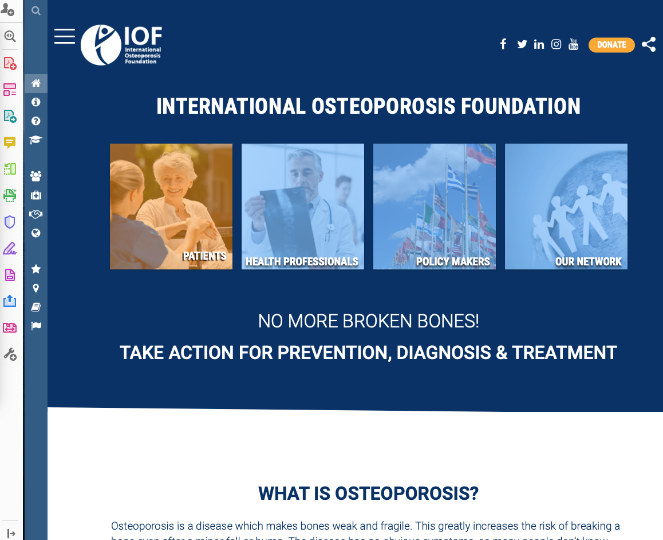 IOF
International
Osteoporosis
Foundation
DONATE
INTERNATIONAL OSTEOPOROSIS FOUNDATION
PATIENTS
HEALTH PROFESSIONALS
POLICY MAKERS
OUR NETWORK
NO MORE BROKEN BONES!
TAKE ACTION FOR PREVENTION, DIAGNOSIS & TREATMENT
WHAT IS OSTEOPOROSIS?
Osteoporosis is a disease which makes bones weak and fragile. This greatly increases the risk of breaking a
bone even after a minor fall or bump. The disease has no obvious symptoms, so many people don't know